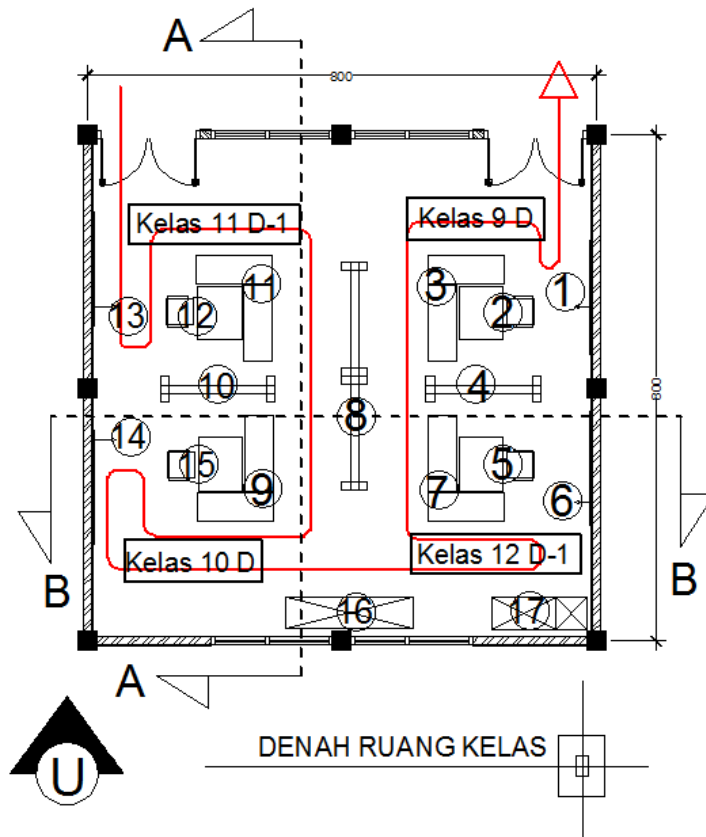 A
800
Kelas 11 D-1
Kelas 9 D
11
3
1
13
12
2
800
10
4
8
14
15
5
9
7
6
B
Kelas 10 D
Kelas 12 D-1
B
16
17
A
U
DENAH RUANG KELAS